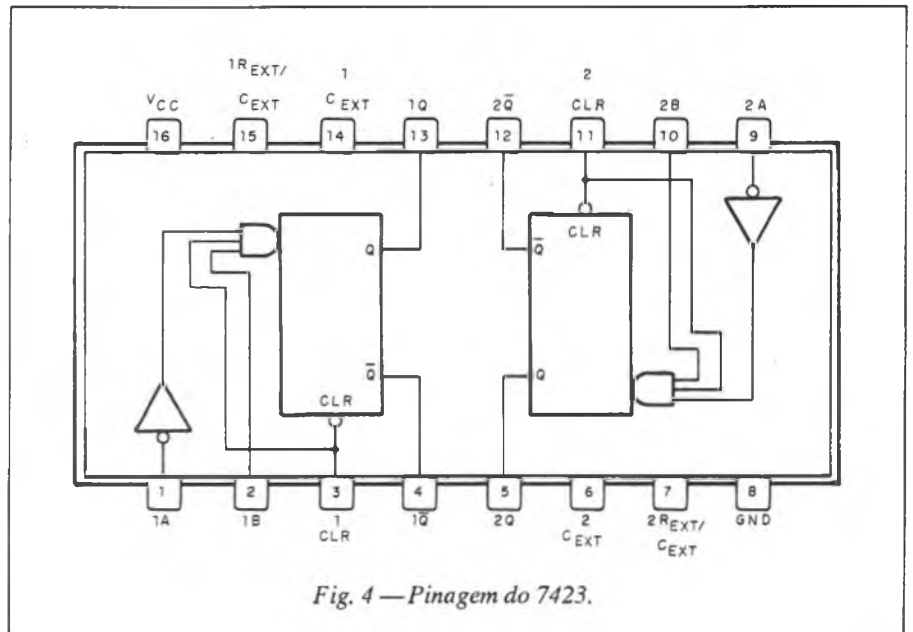 1R EXT/ 1 2
VCC C EXT C EXT 1Q 2Q̅ CLR 2B 2A
16 15 14 13 12 11 10 9
CLR
Q Q̅
Q̅ Q
CLR
1 2 3 4 5 6 7 8
1A 1B 1 1Q̅ 2Q 2 2R EXT/ GND
CLR C EXT C EXT
Fig. 4 — Pinagem do 7423.